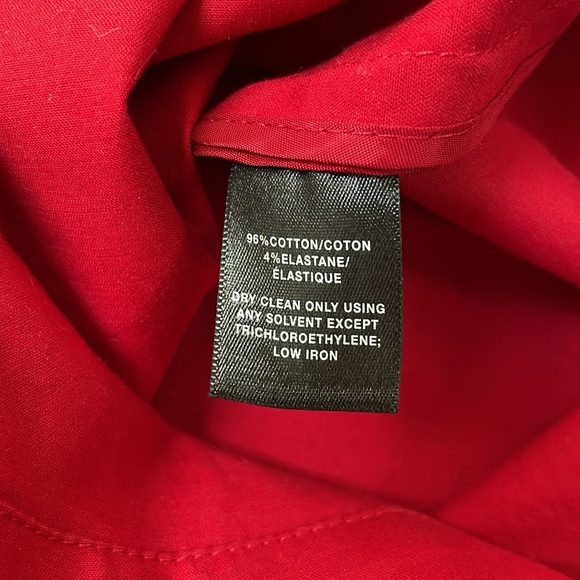 96%COTTON/COTON
4%ELASTANE/
ÉLASTIQUE
DRY CLEAN ONLY USING
ANY SOLVENT EXCEPT
TRICHLOROETHYLENE;
LOW IRON